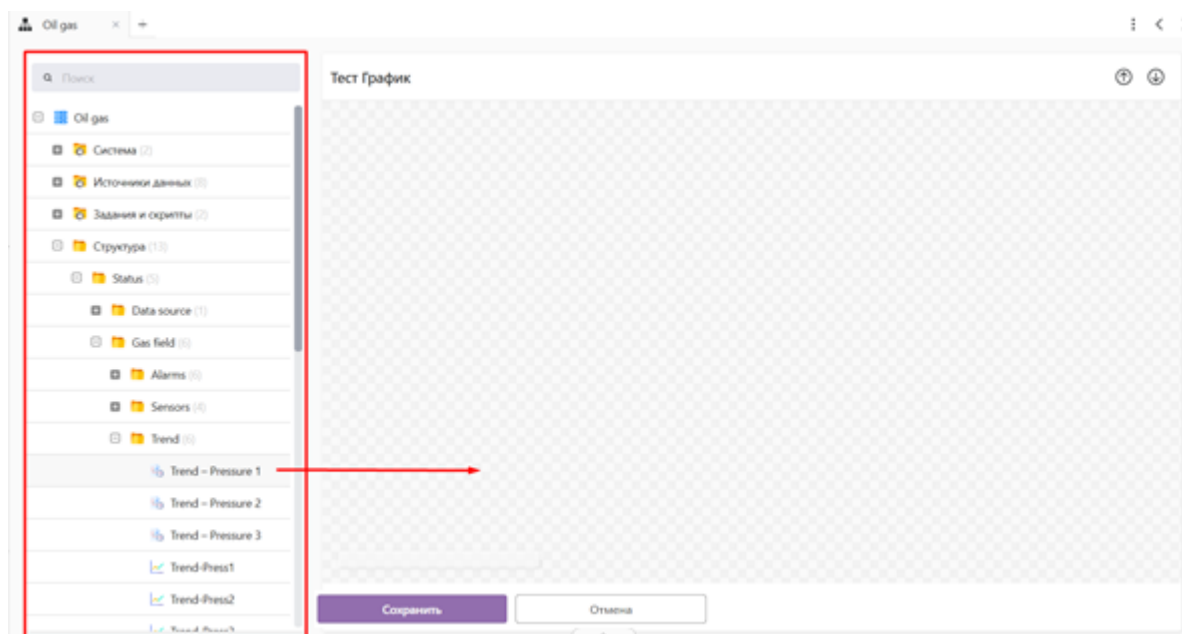 Oil gas
Поиск
Тест График
Oil gas
Система (2)
Источники данных (8)
Задания и скрипты (2)
Структура (13)
Status (5)
Data source (1)
Gas field (6)
Alarms (6)
Sensors (4)
Trend (6)
Trend – Pressure 1
Trend – Pressure 2
Trend – Pressure 3
Trend-Press1
Trend-Press2
Trend-Press3
Сохранить
Отмена